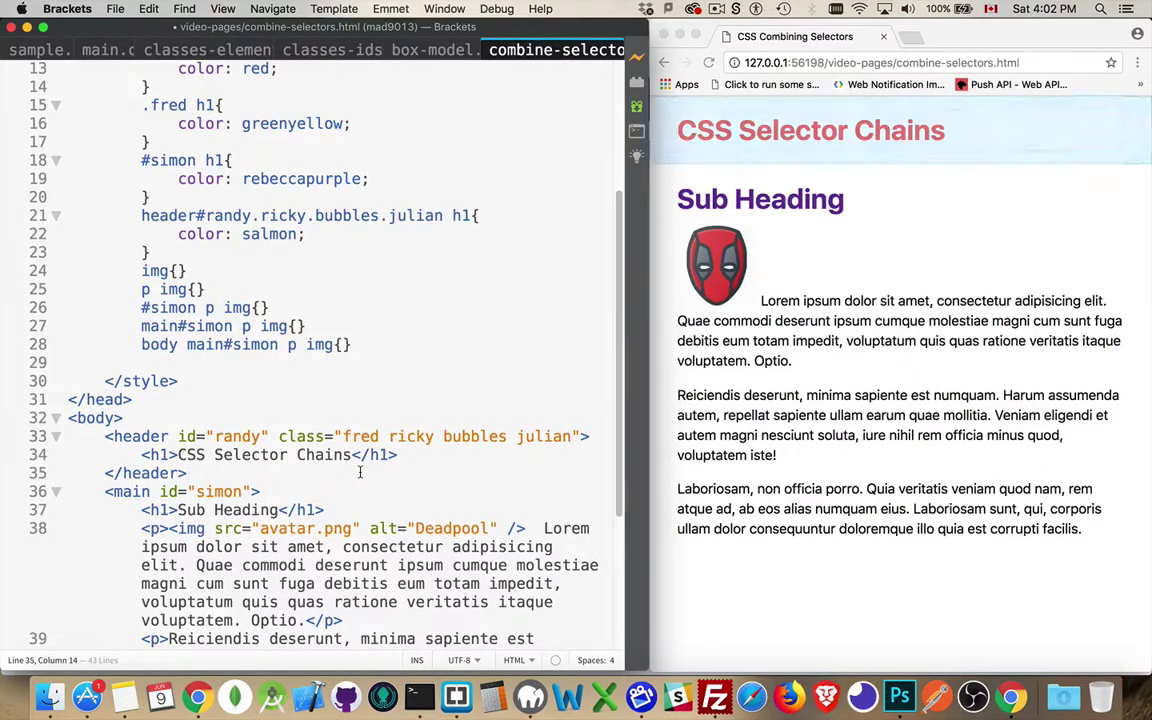 Brackets File Edit Find View Navigate Template Emmet Window Debug Help 100% Sat 4:02 PM
• video-pages/combine-selectors.html (mad9013) — Brackets
sample. main.c classes-elemen classes-ids box-model. combine-selecto
13 color: red;
14 }
15 .fred h1{
16 color: greenyellow;
17 }
18 #simon h1{
19 color: rebeccapurple;
20 }
21 header#randy.ricky.bubbles.julian h1{
22 color: salmon;
23 }
24 img{}
25 p img{}
26 #simon p img{}
27 main#simon p img{}
28 body main#simon p img{}
29
30 </style>
31 </head>
32 <body>
33 <header id="randy" class="fred ricky bubbles julian">
34 <h1>CSS Selector Chains</h1>
35 </header>
36 <main id="simon">
37 <h1>Sub Heading</h1>
38 <p><img src="avatar.png" alt="Deadpool" /> Lorem
ipsum dolor sit amet, consectetur adipisicing
elit. Quae commodi deserunt ipsum cumque molestiae
magni cum sunt fuga debitis eum totam impedit,
voluptatum quis quas ratione veritatis itaque
voluptatem. Optio.</p>
39 <p>Reiciendis deserunt, minima sapiente est
Line 35, Column 14 — 43 Lines INS UTF-8 HTML Spaces: 4
CSS Combining Selectors
127.0.0.1:56198/video-pages/combine-selectors.html
Apps Click to run some s... Web Notification Im... Push API - Web API... »
CSS Selector Chains
Sub Heading
Lorem ipsum dolor sit amet, consectetur adipisicing elit.
Quae commodi deserunt ipsum cumque molestiae magni cum sunt fuga
debitis eum totam impedit, voluptatum quis quas ratione veritatis itaque
voluptatem. Optio.
Reiciendis deserunt, minima sapiente est numquam. Harum assumenda
autem, repellat sapiente ullam earum quae mollitia. Veniam eligendi et
autem magni nesciunt soluta, iure nihil rem officia minus quod,
voluptatem iste!
Laboriosam, non officia porro. Quia veritatis veniam quod nam, rem
atque ad, ab eos alias numquam eius. Laboriosam sunt, qui, corporis
ullam dolor consequuntur doloremque illo quia est corrupti facilis.